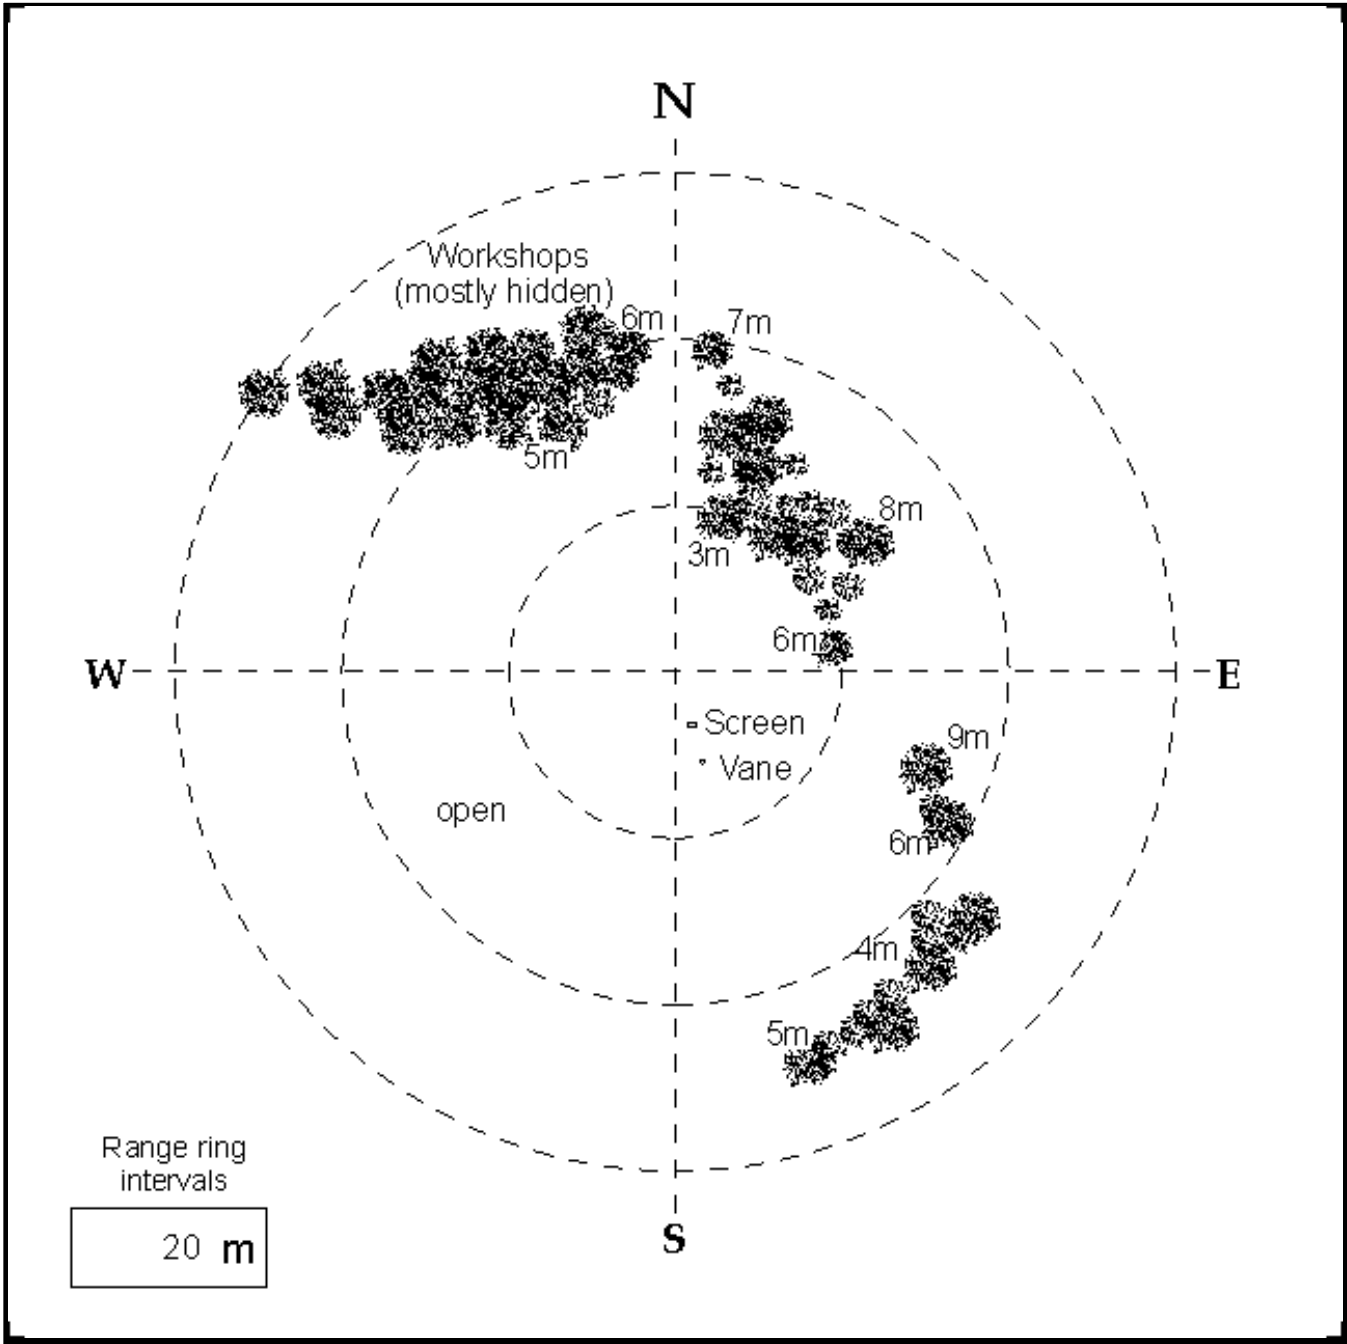 N
Workshops
(mostly hidden)
6m
7m
5m
8m
3m
6m
W
E
Screen
9m
Vane
open
6m
4m
5m
Range ring
intervals
20 m
S